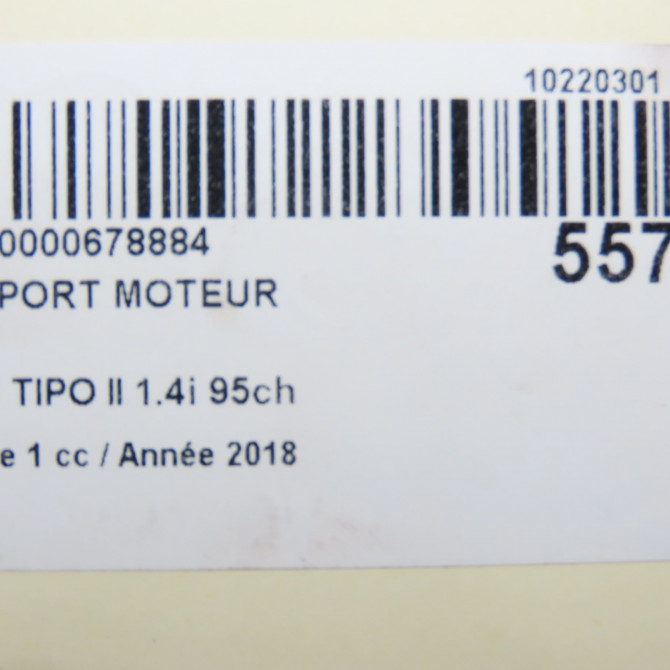 10220301
0000678884
557
PORT MOTEUR
TIPO II 1.4i 95ch
e 1 cc / Année 2018